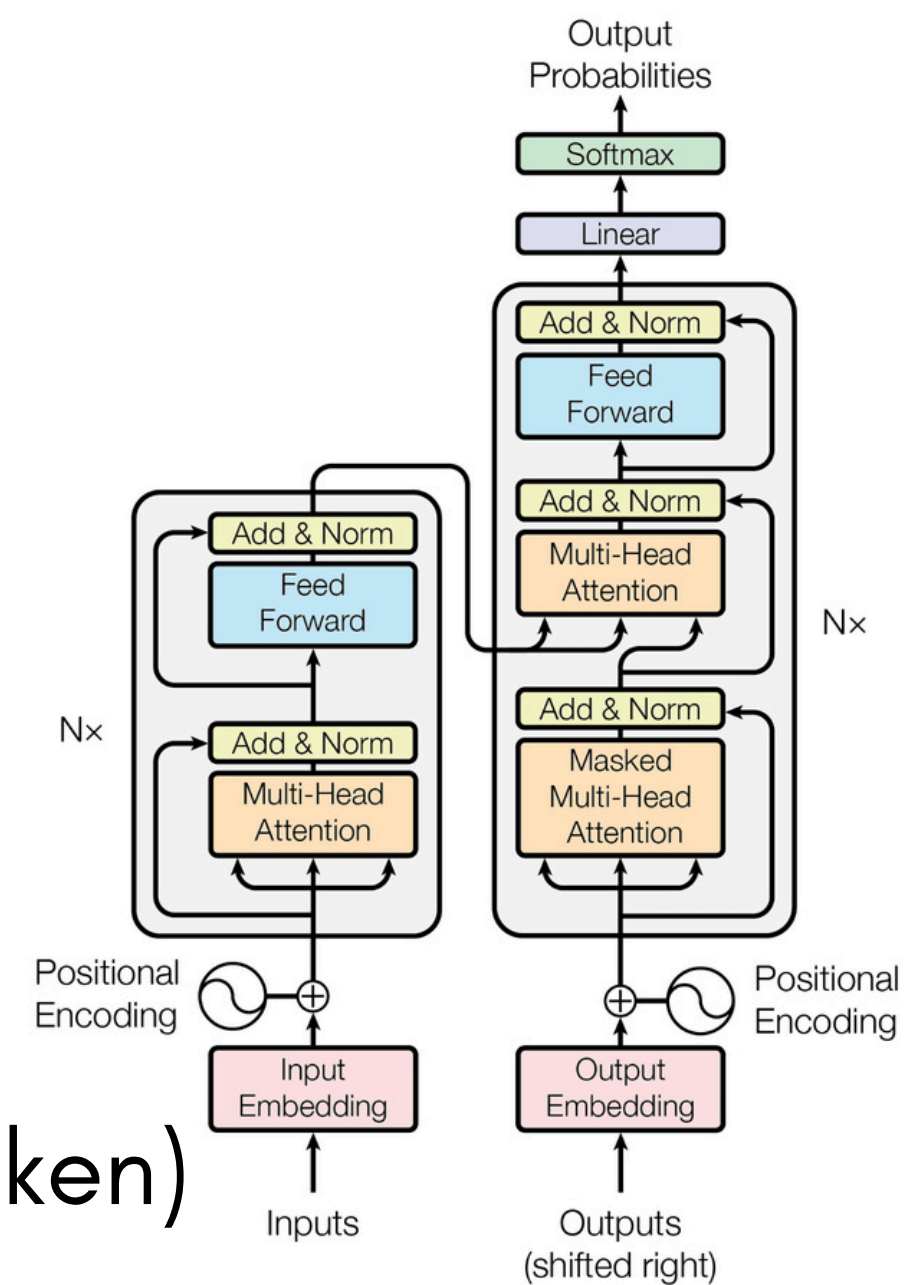 Output
Probabilities
Softmax
Linear
Add & Norm
Feed
Forward
Add & Norm
Multi-Head
Attention
Add & Norm
Masked
Multi-Head
Attention
Nx
Add & Norm
Feed
Forward
Add & Norm
Multi-Head
Attention
Nx
Positional
Encoding
Positional
Encoding
Input
Embedding
Output
Embedding
ken)
Inputs
Outputs
(shifted right)